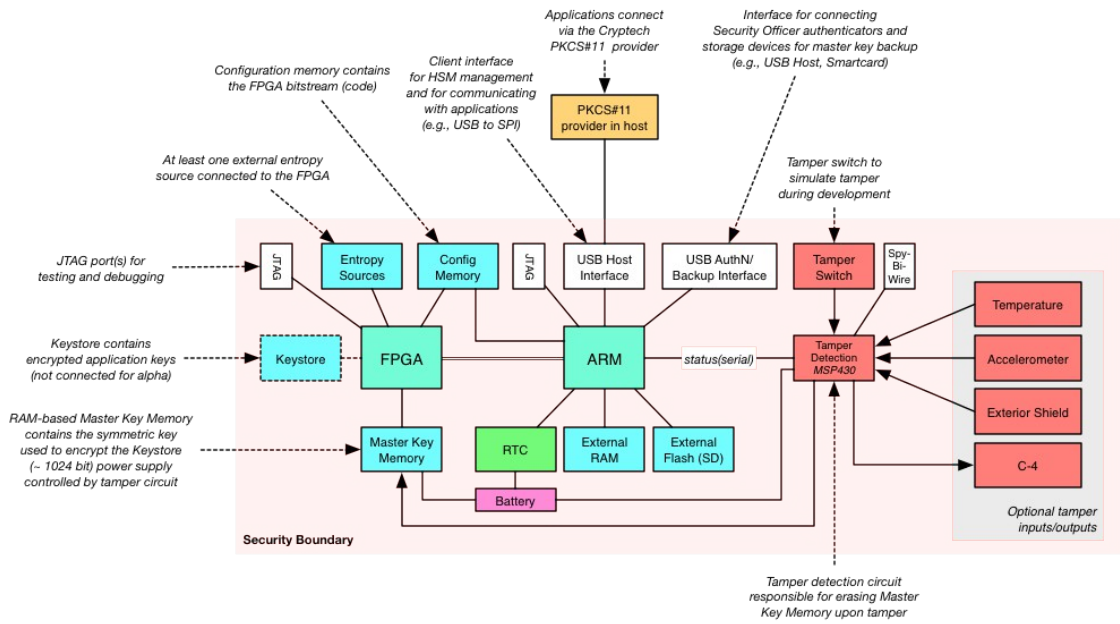 Applications connect
via the Cryptech
PKCS#11 provider
Interface for connecting
Security Officer authenticators and
storage devices for master key backup
(e.g., USB Host, Smartcard)
Client interface
for HSM management
and for communicating
with applications
(e.g., USB to SPI)
Configuration memory contains
the FPGA bitstream (code)
PKCS#11
provider in host
At least one external entropy
source connected to the FPGA
Tamper switch to
simulate tamper
during development
JTAG port(s) for
testing and debugging
JTAG
Entropy
Sources
Config
Memory
JTAG
USB Host
Interface
USB AuthN/
Backup Interface
Tamper
Switch
Spy-
Bi-
Wire
Temperature
Keystore contains
encrypted application keys
(not connected for alpha)
Keystore
FPGA
ARM
status(serial)
Tamper
Detection
MSP430
Accelerometer
Exterior Shield
RAM-based Master Key Memory
contains the symmetric key
used to encrypt the Keystore
(~ 1024 bit) power supply
controlled by tamper circuit
Master Key
Memory
RTC
External
RAM
External
Flash (SD)
C-4
Battery
Optional tamper
inputs/outputs
Security Boundary
Tamper detection circuit
responsible for erasing Master
Key Memory upon tamper